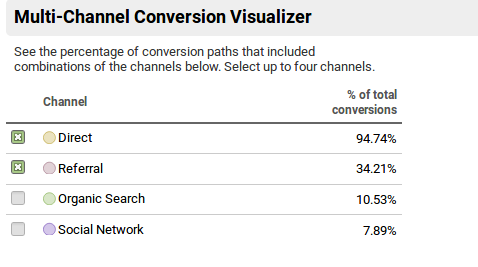 Multi-Channel Conversion Visualizer
See the percentage of conversion paths that included
combinations of the channels below. Select up to four channels.
Channel % of total
conversions
Direct 94.74%
Referral 34.21%
Organic Search 10.53%
Social Network 7.89%